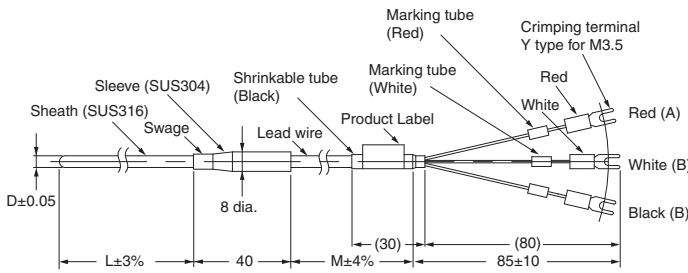 Marking tube
(Red)
Crimping terminal
Y type for M3.5
Sleeve (SUS304)
Shrinkable tube
(Black)
Marking tube
(White)
Red
Sheath (SUS316)
Swage
Lead wire
Product Label
White
Red (A)
White (B)
Black (B)
D±0.05
8 dia.
(30)
(80)
L±3%
40
M±4%
85±10